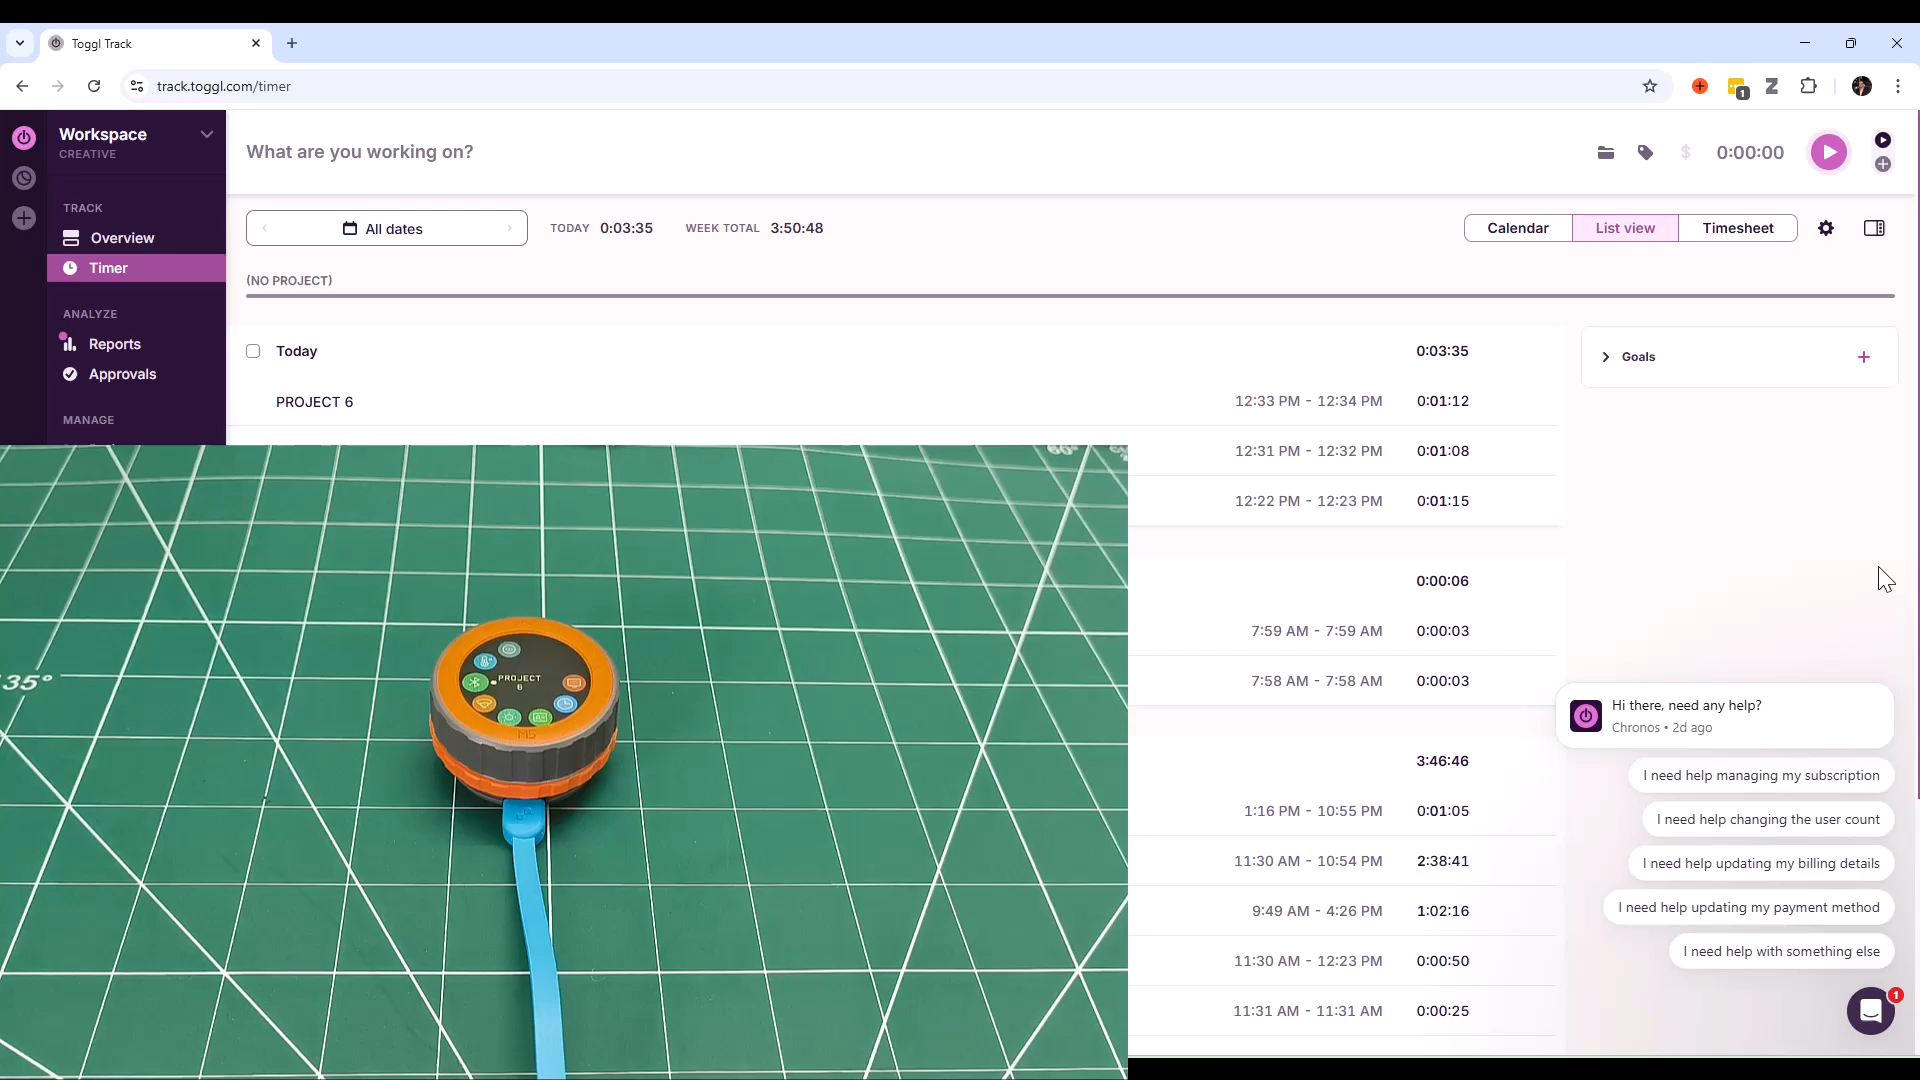 Toggl Track
track.toggl.com/timer
1
Workspace
CREATIVE
What are you working on?
$
0:00:00
TRACK
Overview
Timer
ANALYZE
Reports
Approvals
MANAGE
All dates
TODAY 0:03:35
WEEK TOTAL 3:50:48
Calendar
List view
Timesheet
(NO PROJECT)
Today
0:03:35
Goals
PROJECT 6
12:33 PM - 12:34 PM 0:01:12
12:31 PM - 12:32 PM 0:01:08
12:22 PM - 12:23 PM 0:01:15
0:00:06
7:59 AM - 7:59 AM 0:00:03
7:58 AM - 7:58 AM 0:00:03
3:46:46
1:16 PM - 10:55 PM 0:01:05
11:30 AM - 10:54 PM 2:38:41
9:49 AM - 4:26 PM 1:02:16
11:30 AM - 12:23 PM 0:00:50
11:31 AM - 11:31 AM 0:00:25
Hi there, need any help?
Chronos • 2d ago
I need help managing my subscription
I need help changing the user count
I need help updating my billing details
I need help updating my payment method
I need help with something else
1
60°
35°
PROJECT
6
M5